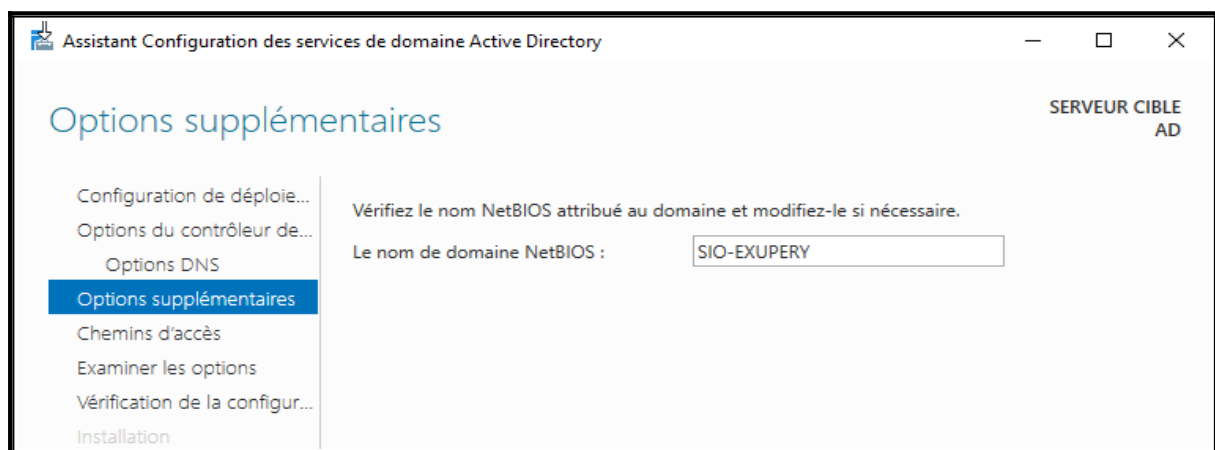 Assistant Configuration des services de domaine Active Directory
Options supplémentaires
SERVEUR CIBLE
AD
Configuration de déploie...
Options du contrôleur de...
Options DNS
Options supplémentaires
Chemins d'accès
Examiner les options
Vérification de la configur...
Installation
Vérifiez le nom NetBIOS attribué au domaine et modifiez-le si nécessaire.
Le nom de domaine NetBIOS : SIO-EXUPERY